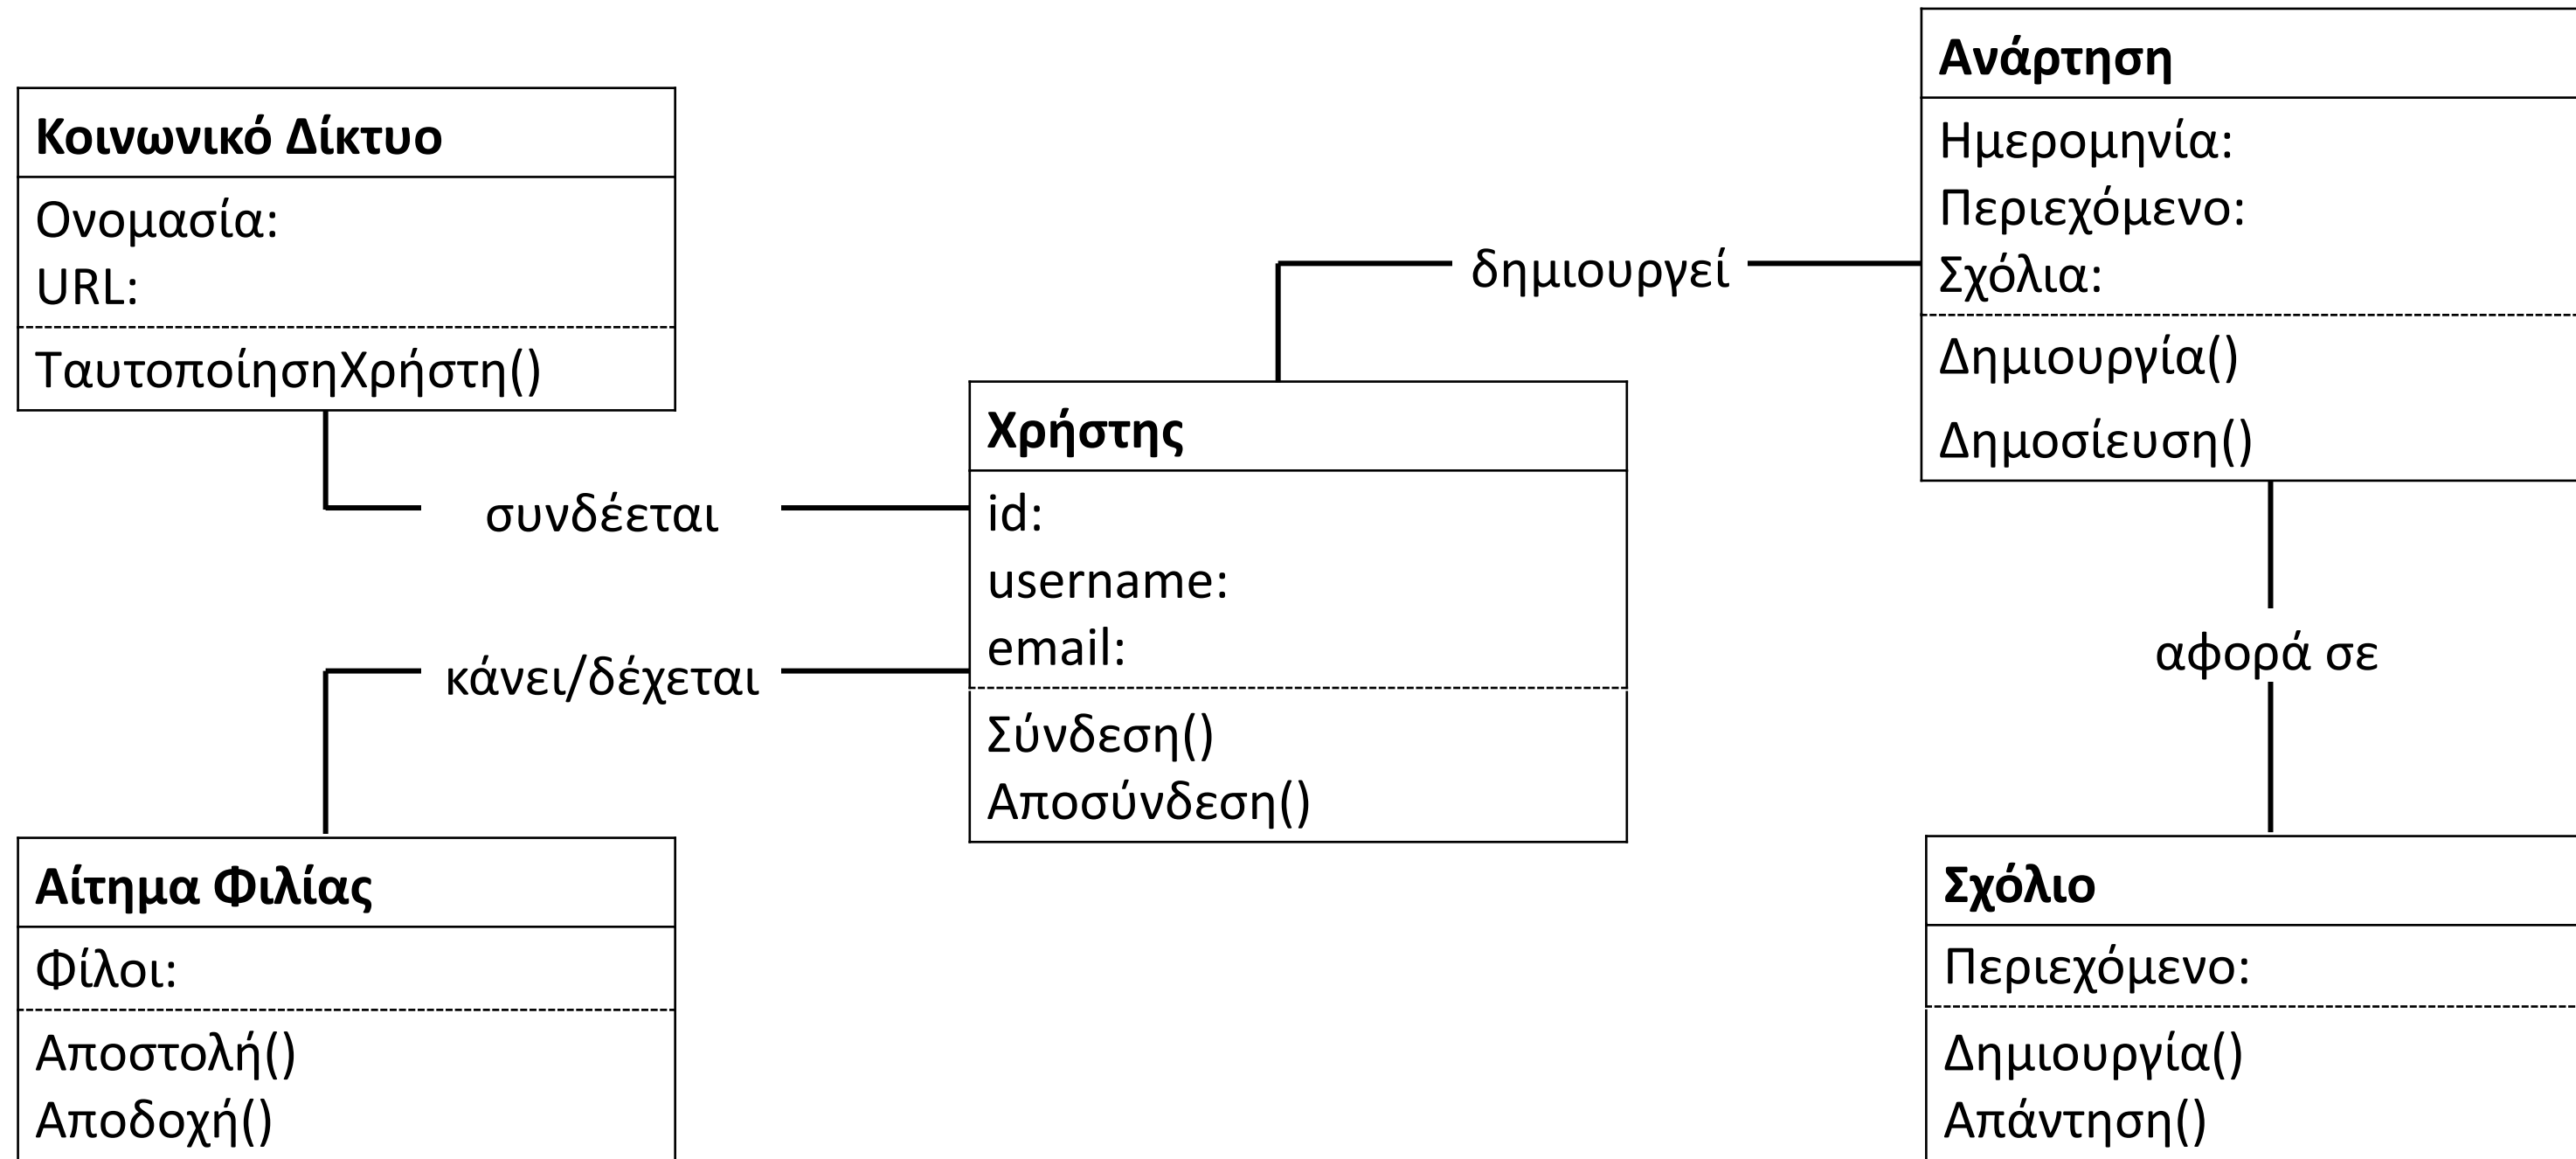 Κοινωνικό Δίκτυο
Ονομασία:
URL:
ΤαυτοποίησηΧρήστη()
συνδέεται
κάνει/δέχεται
Αίτημα Φιλίας
Φίλοι:
Αποστολή()
Αποδοχή()
Χρήστης
id:
username:
email:
Σύνδεση()
Αποσύνδεση()
δημιουργεί
Ανάρτηση
Ημερομηνία:
Περιεχόμενο:
Σχόλια:
Δημιουργία()
Δημοσίευση()
αφορά σε
Σχόλιο
Περιεχόμενο:
Δημιουργία()
Απάντηση()